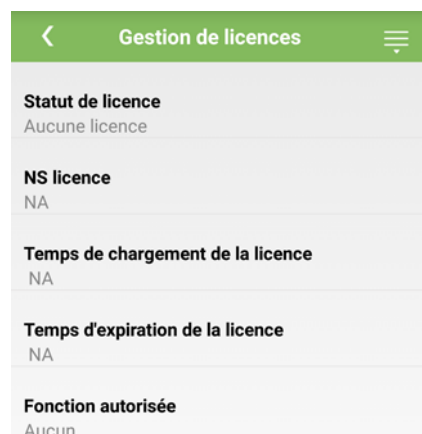 Gestion de licences
Statut de licence
Aucune licence
NS licence
NA
Temps de chargement de la licence
NA
Temps d'expiration de la licence
NA
Fonction autorisée
Aucun